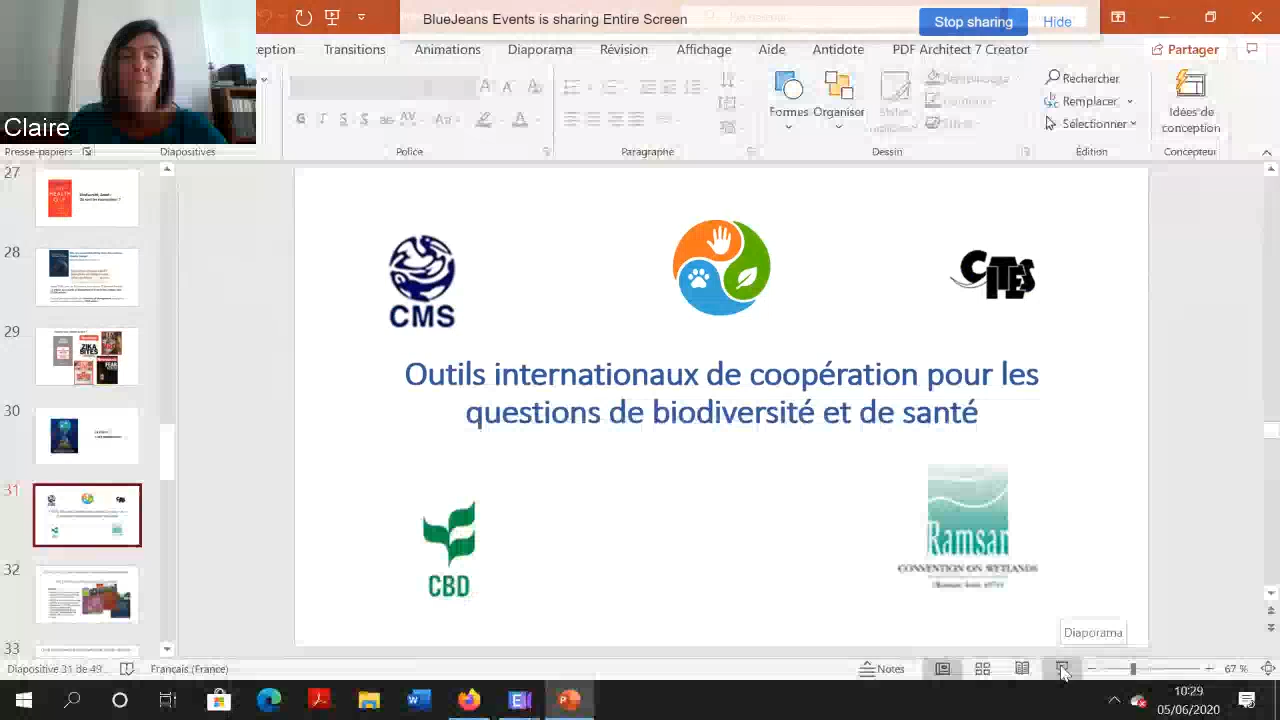 BlueJeans Events is sharing Entire Screen
Stop sharing
Hide
Claire
ception
Transitions
Animations
Diaporama
Révision
Affichage
Aide
Antidote
PDF Architect 7 Creator
Partager
Formes
Organiser
Rechercher
Remplacer
Sélectionner
Idées de
conception
Presse-papiers
Diapositives
Police
Paragraphe
Dessin
Édition
Concepteur
27
28
29
30
31
32
33
CMS
CITES
Outils internationaux de coopération pour les
questions de biodiversité et de santé
CBD
Ramsar
CONVENTION ON WETLANDS
Diaporama
Diapositive 31 de 49
Français (France)
Notes
67 %
10:29
05/06/2020